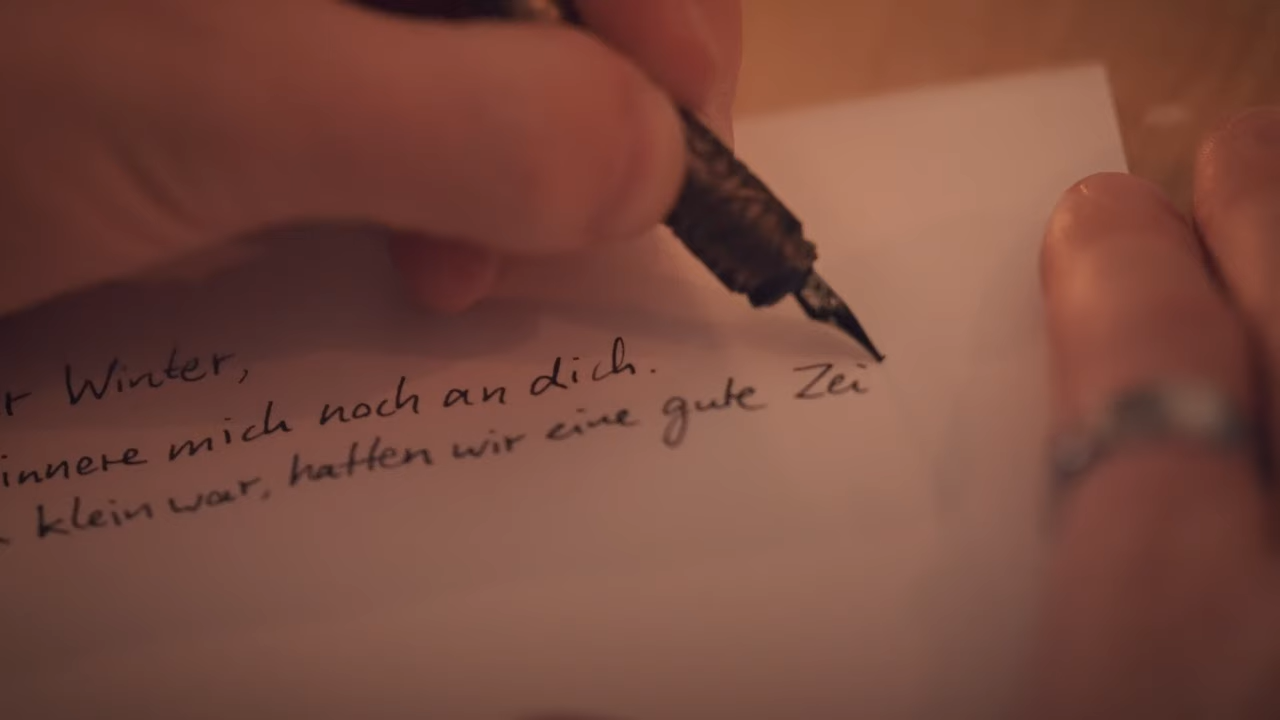 r Winter,
innere mich noch an dich.
klein war, hatten wir eine gute Zei